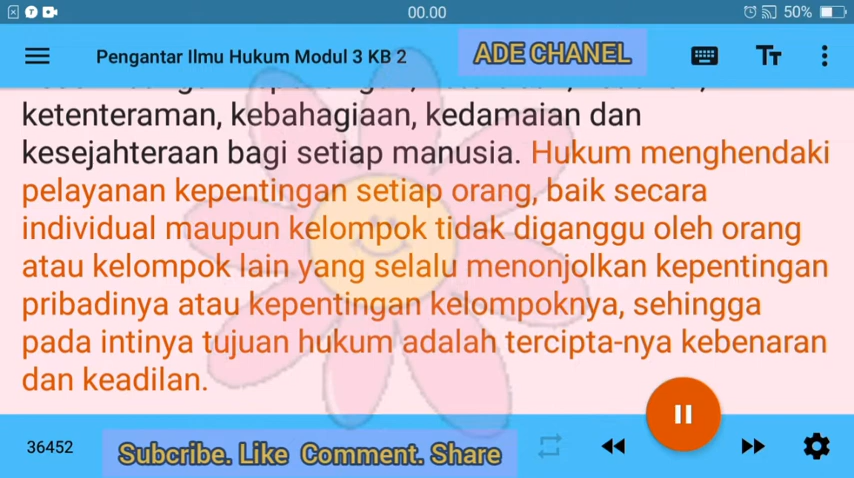 00.00
50%
Pengantar Ilmu Hukum Modul 3 KB 2
ADE CHANEL
ketenteraman, kebahagiaan, kedamaian dan
kesejahteraan bagi setiap manusia. Hukum menghendaki
pelayanan kepentingan setiap orang, baik secara
individual maupun kelompok tidak diganggu oleh orang
atau kelompok lain yang selalu menonjolkan kepentingan
pribadinya atau kepentingan kelompoknya, sehingga
pada intinya tujuan hukum adalah tercipta-nya kebenaran
dan keadilan.
36452
Subcribe. Like Comment. Share